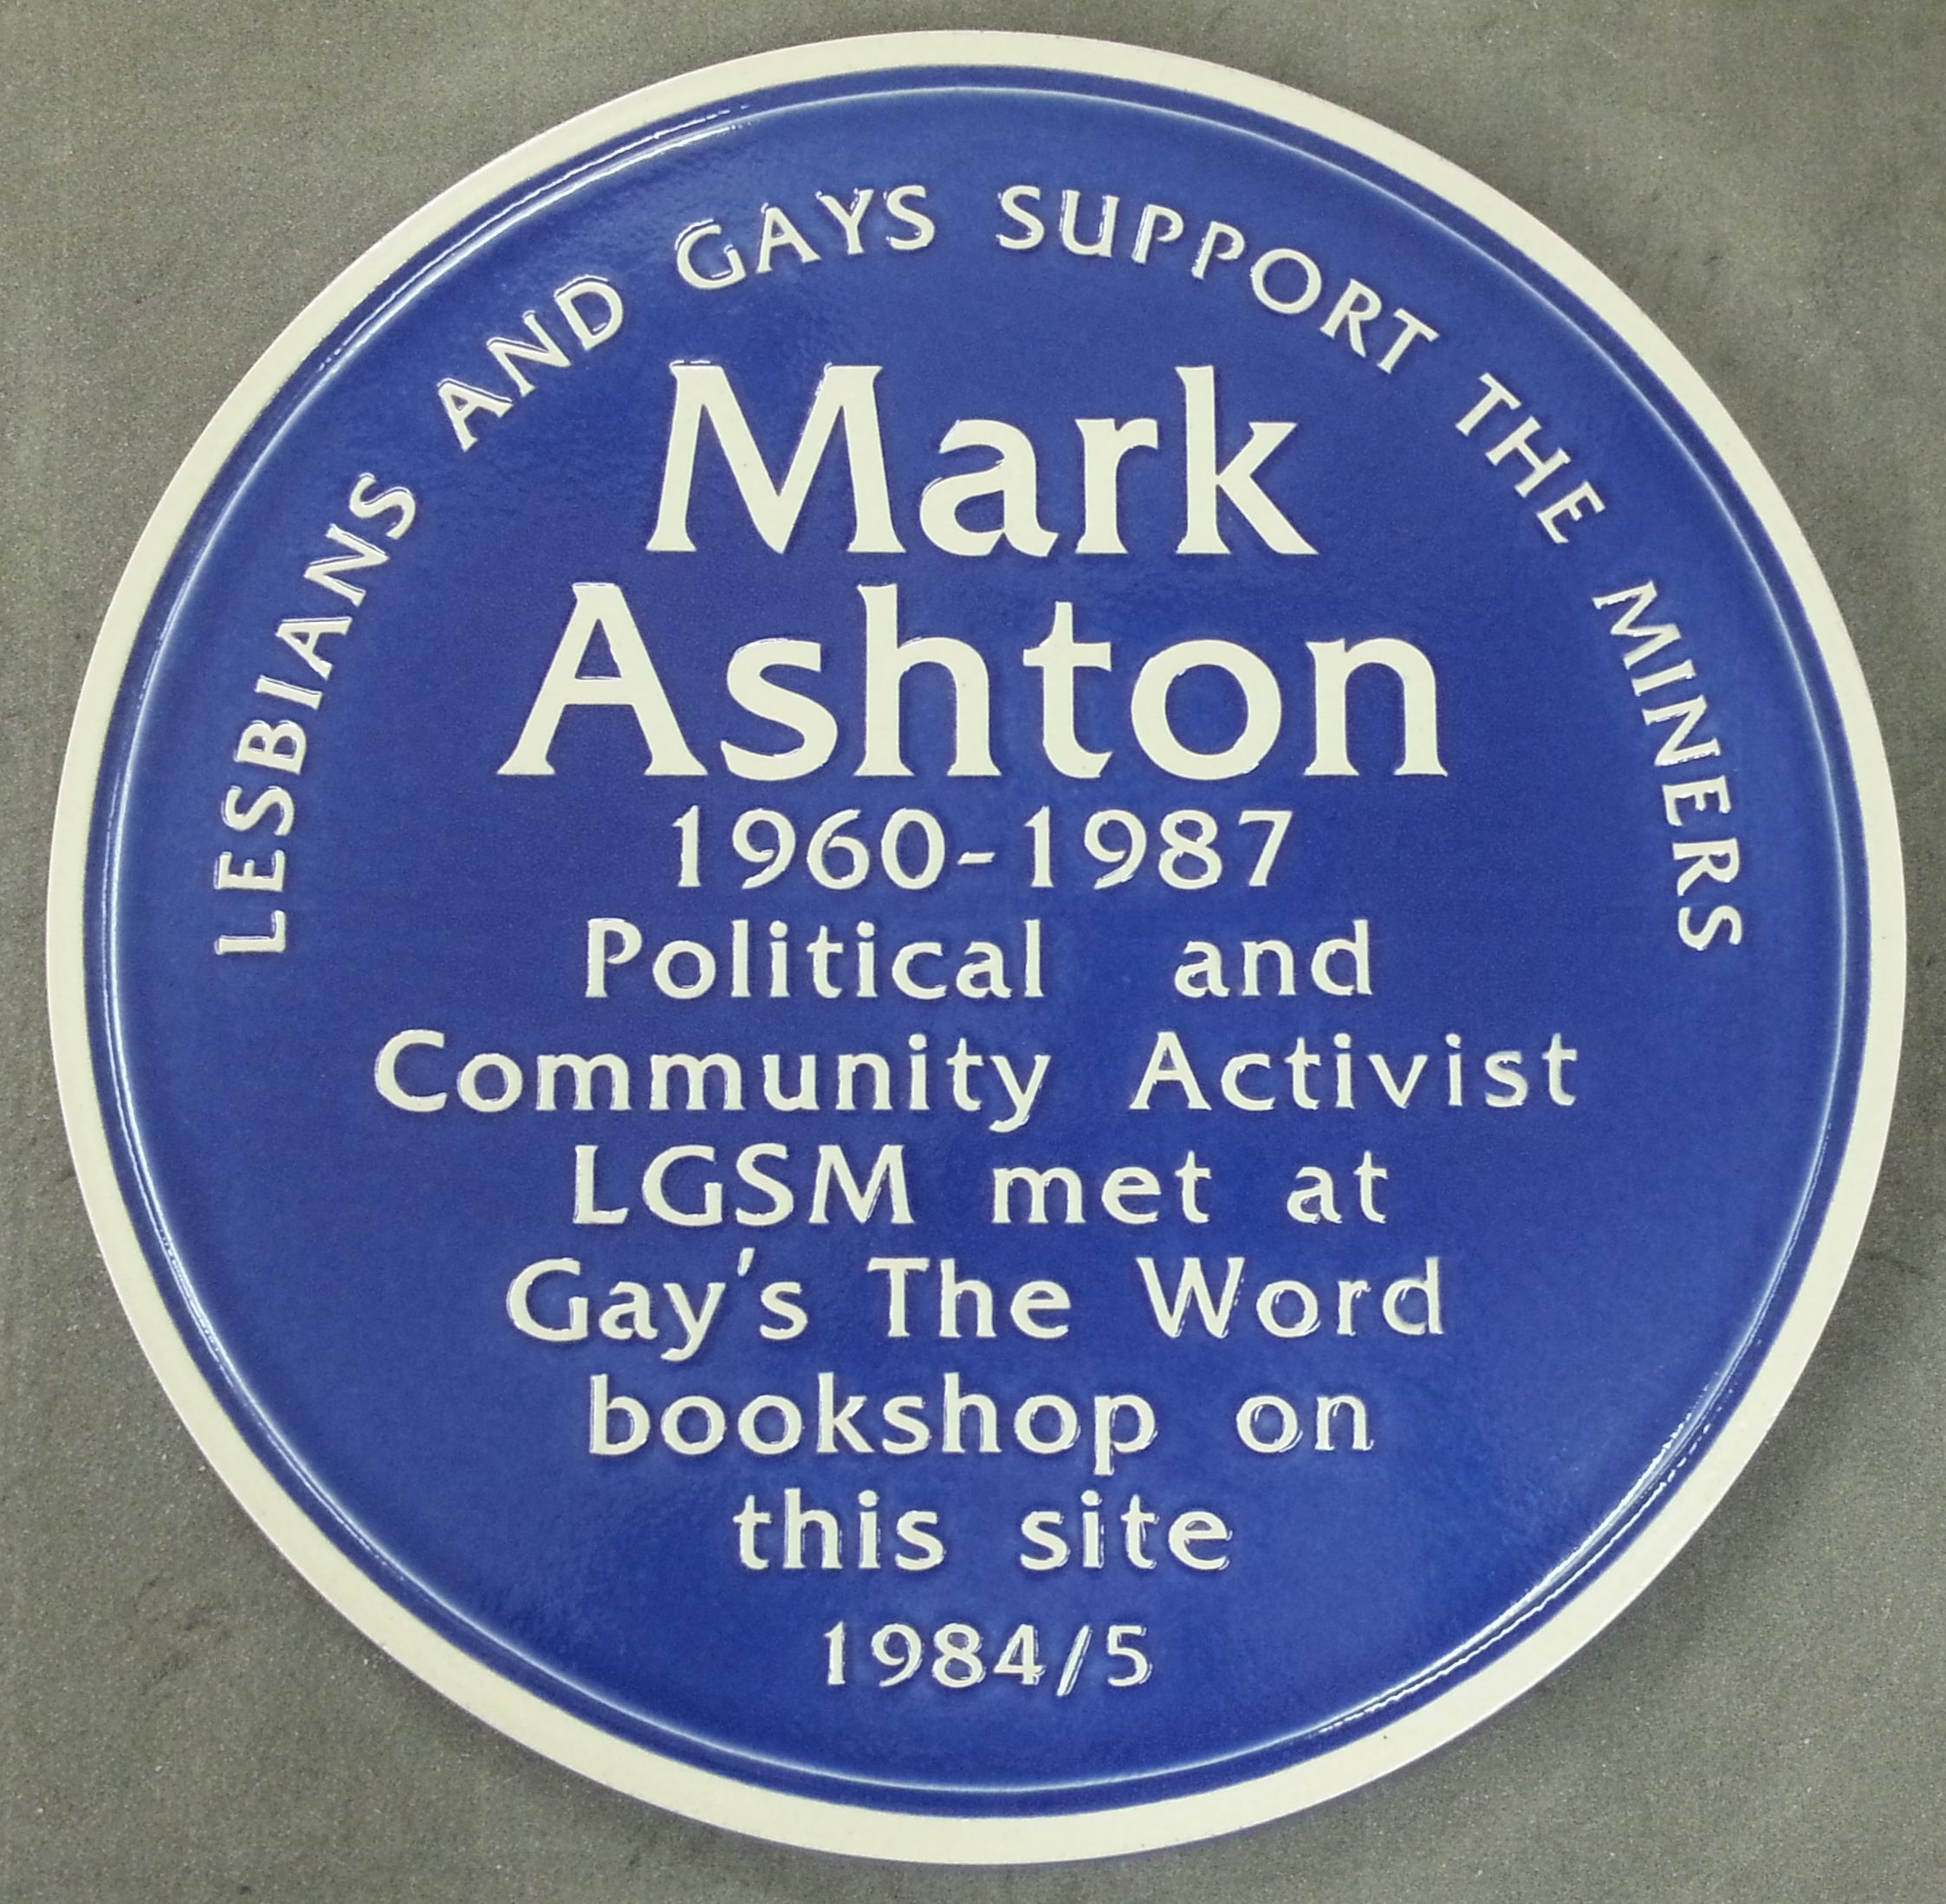 LESBIANS AND GAYS SUPPORT THE MINERS
Mark
Ashton
1960-1987
Political and
Community Activist
LGSM met at
Gay's The Word
bookshop on
this site
1984/5